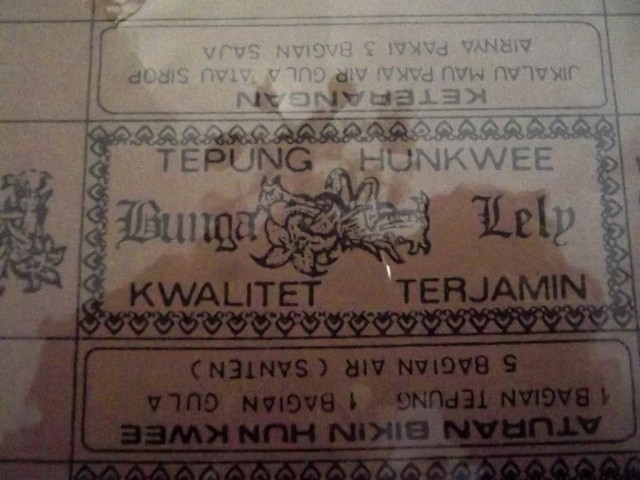 KETERANGAN
JIKALAU MAU PAKAI AIR GULA ATAU SIROP
AIRNYA PAKAI 3 BAGIAN SAJA
TEPUNG HUNKWEE
Bunga Lely
KWALITET TERJAMIN
ATURAN BIKIN HUN KWEE
1 BAGIAN TEPUNG 1 BAGIAN GULA
5 BAGIAN AIR (SANTEN)